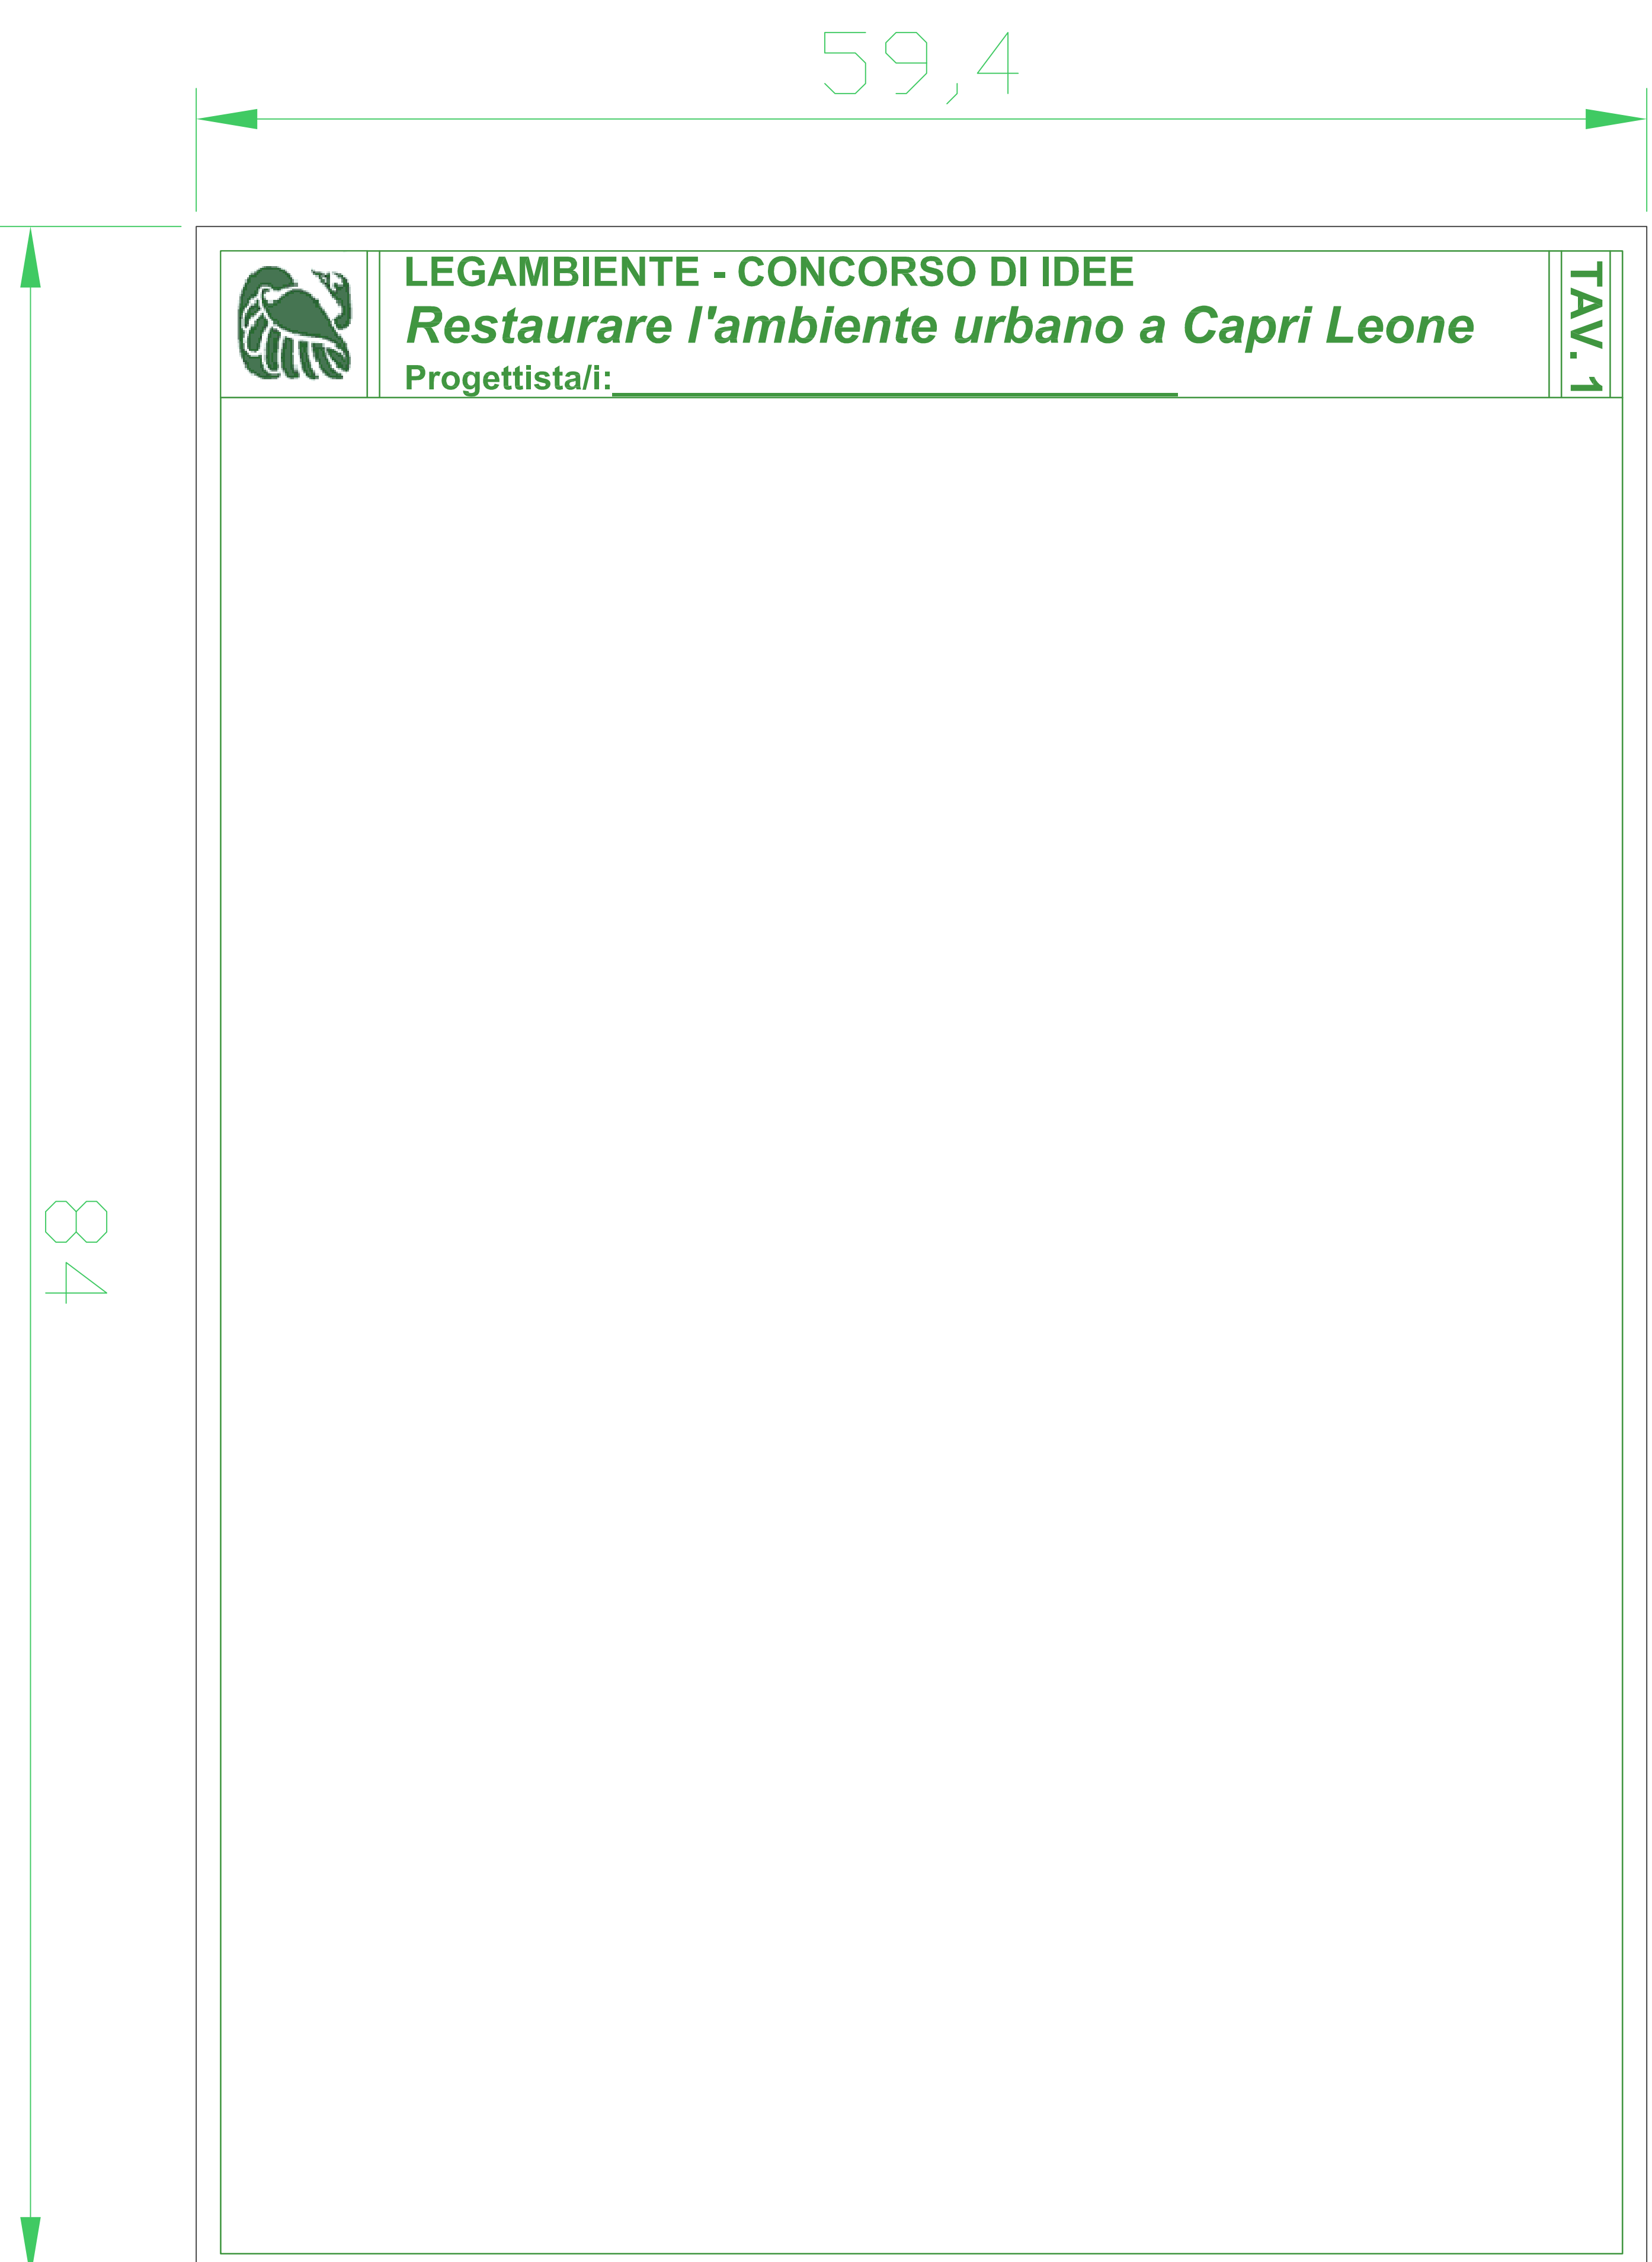 59,4
LEGAMBIENTE - CONCORSO DI IDEE
Restaurare l'ambiente urbano a Capri Leone
Progettista/i:
TAV. 1
84